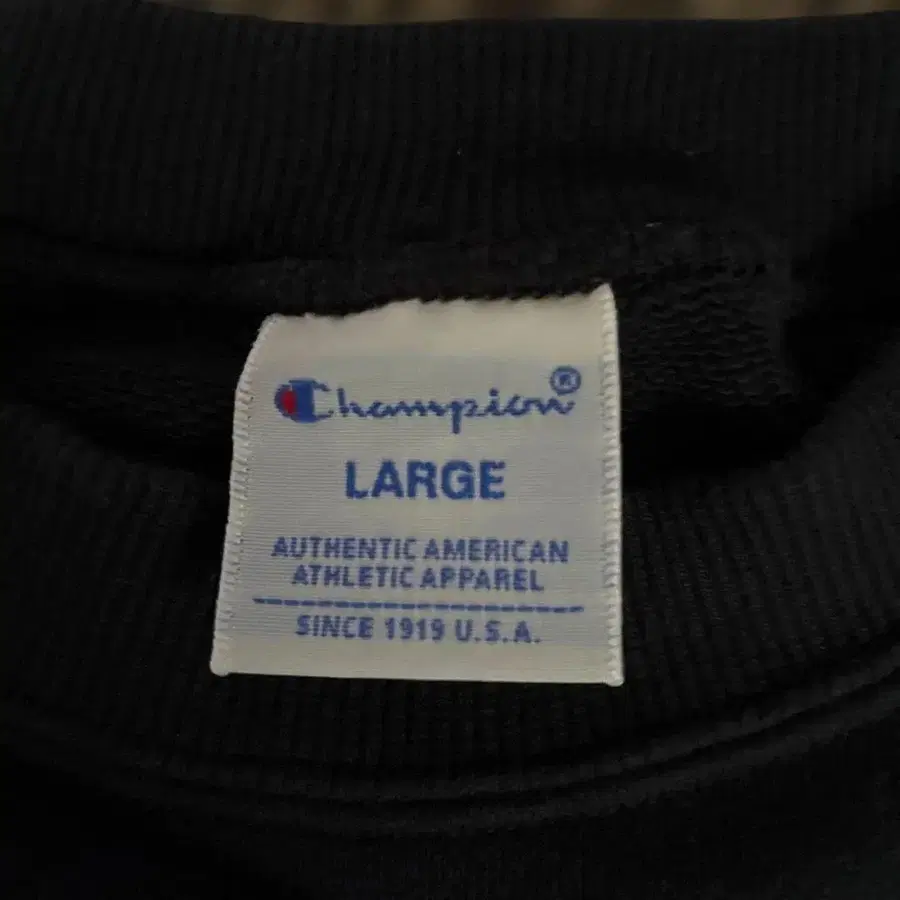 Champion®
LARGE
AUTHENTIC AMERICAN
ATHLETIC APPAREL
SINCE 1919 U.S.A.